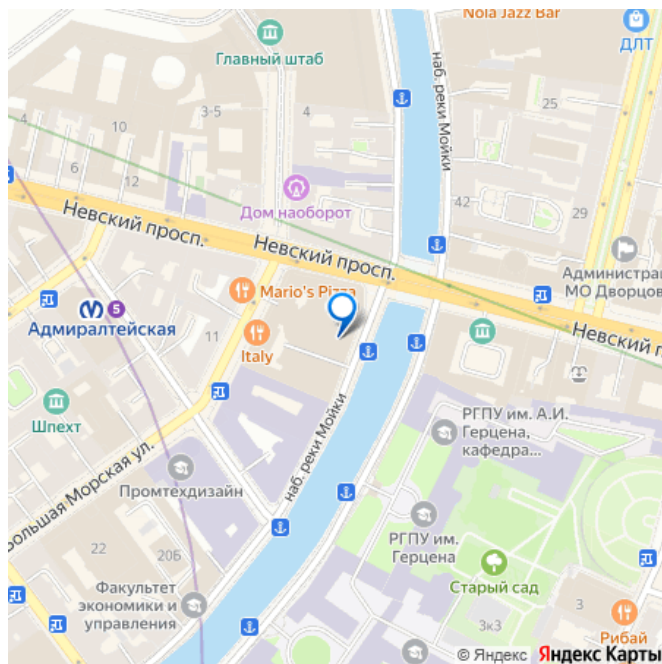 Nola Jazz Bar
ДЛТ
Главный штаб
наб. реки Мойки
3-5
4
4
10
25
6
12
Дом наоборот
42
29
Невский просп.
Невский просп.
Администрац
МО Дворцов
Mario's Pizza
5
Адмиралтейская
11
Italy
Невский п
Шпехт
наб. реки Мойки
РГПУ им. А.И.
Герцена,
кафедра...
Большая Морская ул.
Промтехдизайн
РГПУ им.
Герцена
22
20Б
Старый сад
Факультет
экономики и
управления
3
3к3
Рибай
© Яндекс Яндекс Карты